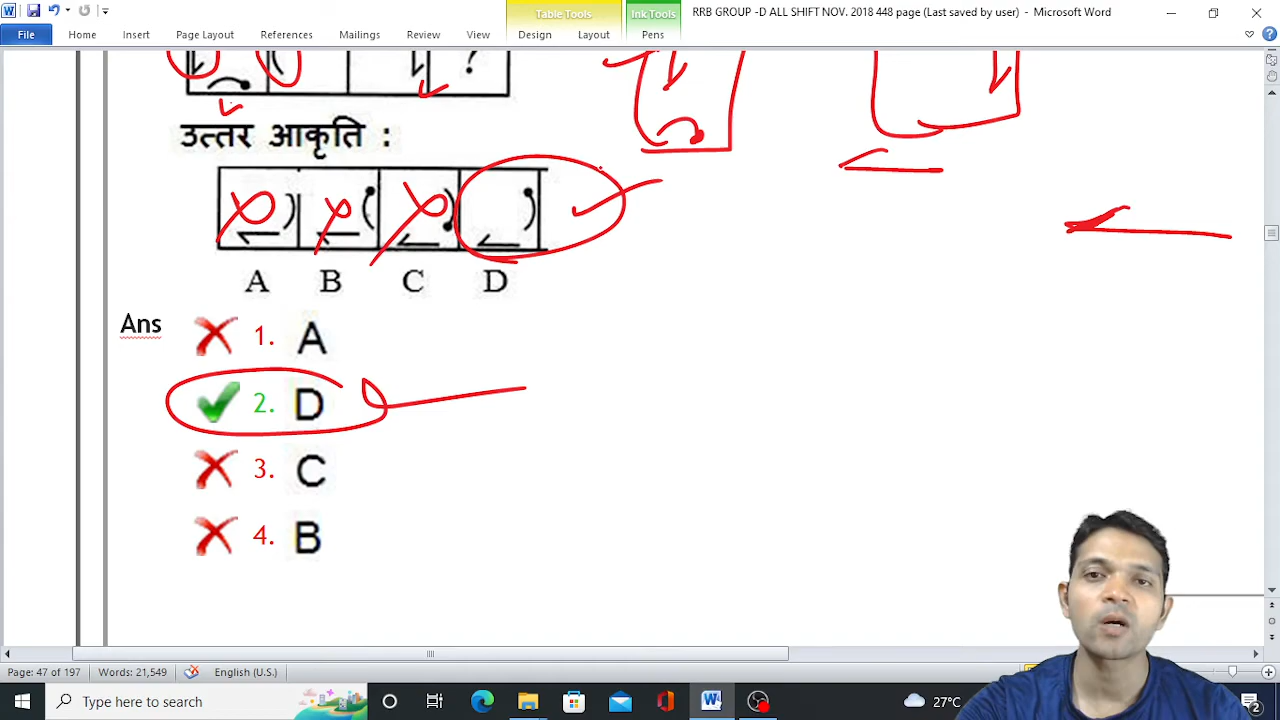 Table Tools
Ink Tools
RRB GROUP -D ALL SHIFT NOV. 2018 448 page (Last saved by user) - Microsoft Word
File Home Insert Page Layout References Mailings Review View Design Layout Pens
?
उत्तर आकृति :
A B C D
Ans
1. A
2. D
3. C
4. B
Page: 47 of 197 Words: 21,549 English (U.S.)
Type here to search
27°C
2